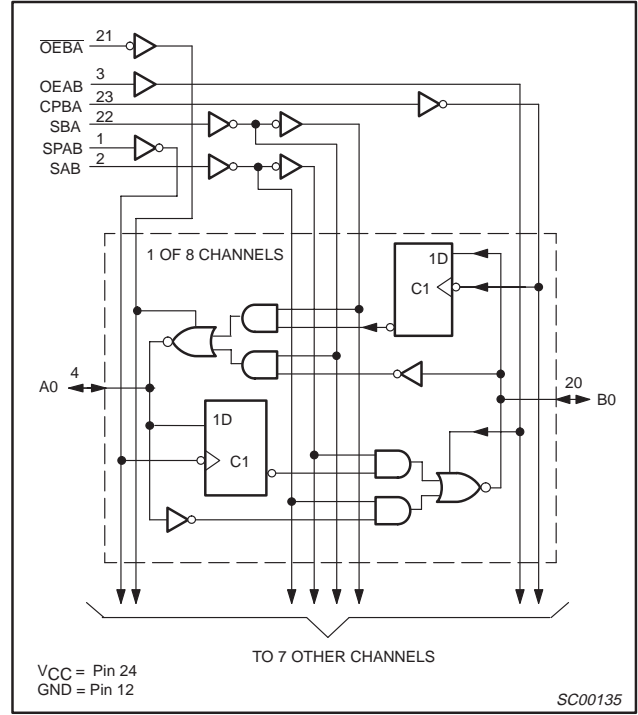 OEBA 21
OEAB 3
CPBA 23
SBA 22
SPAB 1
SAB 2
1 OF 8 CHANNELS
1D
C1
4
A0
20
B0
1D
C1
TO 7 OTHER CHANNELS
VCC = Pin 24
GND = Pin 12
SC00135